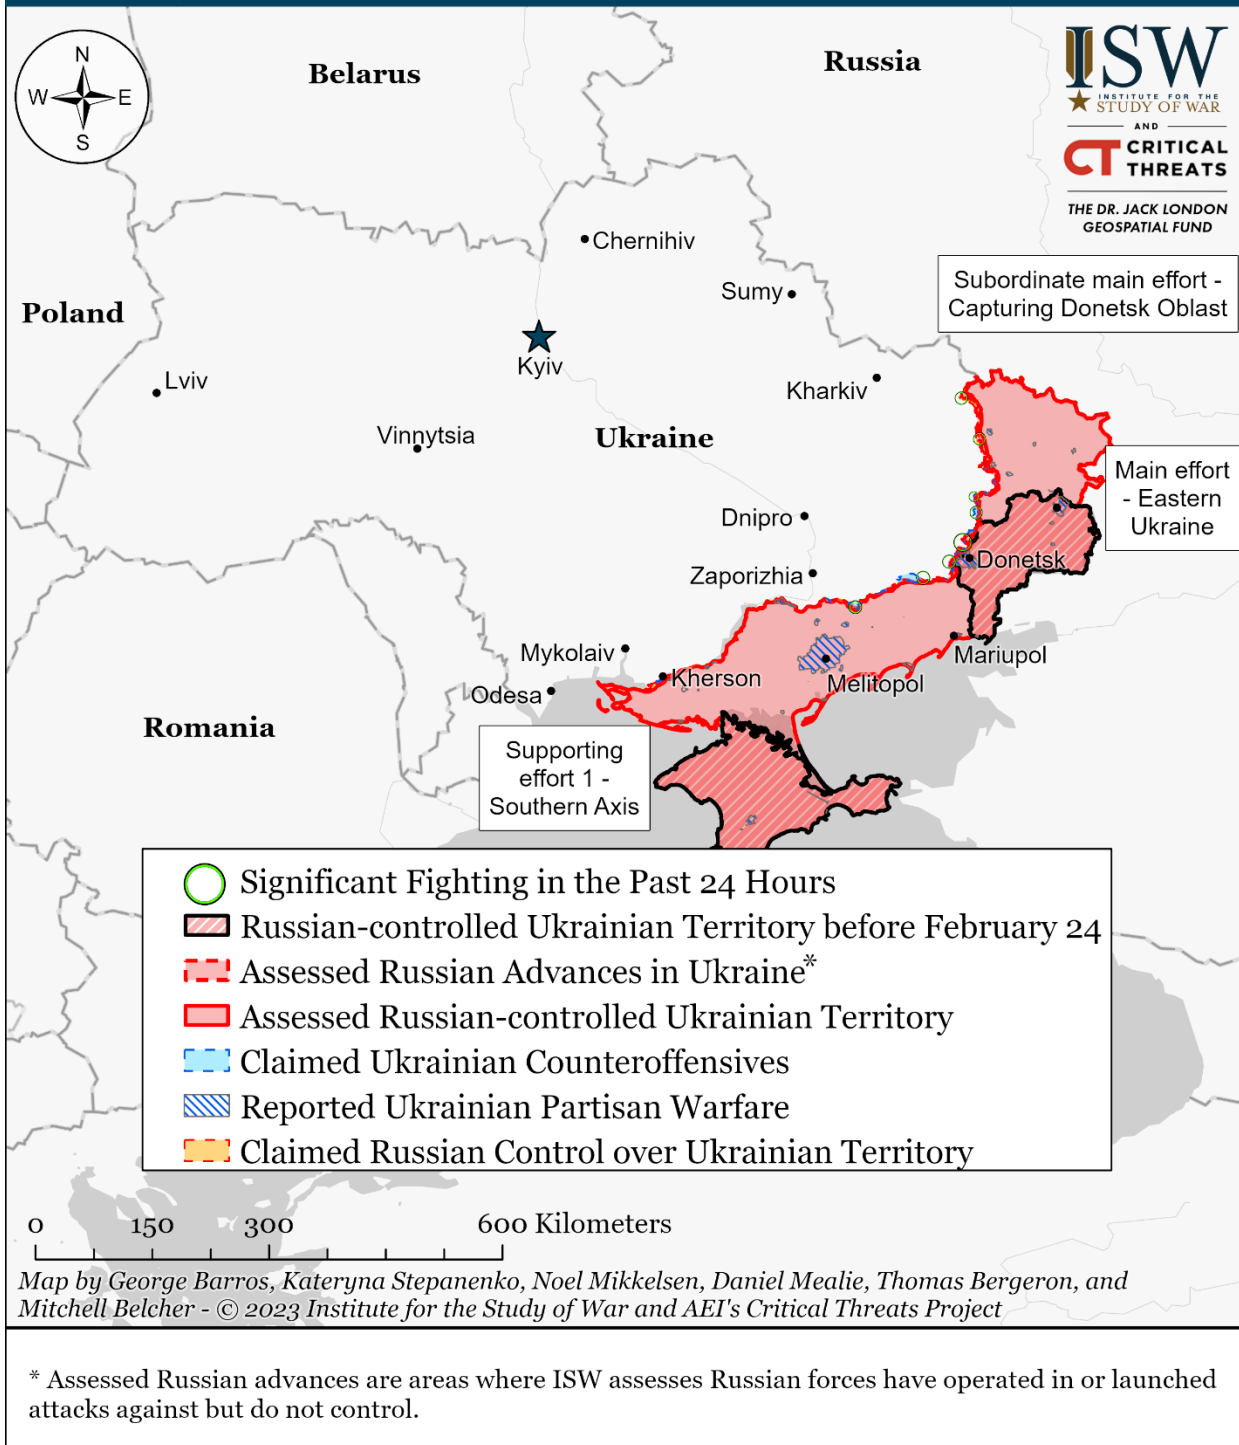 N
W
E
S
Belarus
Russia
ISW
INSTITUTE FOR THE
STUDY OF WAR
AND
CT CRITICAL
THREATS
THE DR. JACK LONDON
GEOSPATIAL FUND
Chernihiv
Sumy
Subordinate main effort -
Capturing Donetsk Oblast
Poland
Kyiv
Lviv
Kharkiv
Vinnytsia
Ukraine
Main effort
- Eastern
Ukraine
Dnipro
Donetsk
Zaporizhia
Mykolaiv
Mariupol
Kherson
Melitopol
Odesa
Romania
Supporting
effort 1 -
Southern Axis
Significant Fighting in the Past 24 Hours
Russian-controlled Ukrainian Territory before February 24
Assessed Russian Advances in Ukraine*
Assessed Russian-controlled Ukrainian Territory
Claimed Ukrainian Counteroffensives
Reported Ukrainian Partisan Warfare
Claimed Russian Control over Ukrainian Territory
0 150 300 600 Kilometers
Map by George Barros, Kateryna Stepanenko, Noel Mikkelsen, Daniel Mealie, Thomas Bergeron, and
Mitchell Belcher - © 2023 Institute for the Study of War and AEI's Critical Threats Project
* Assessed Russian advances are areas where ISW assesses Russian forces have operated in or launched
attacks against but do not control.